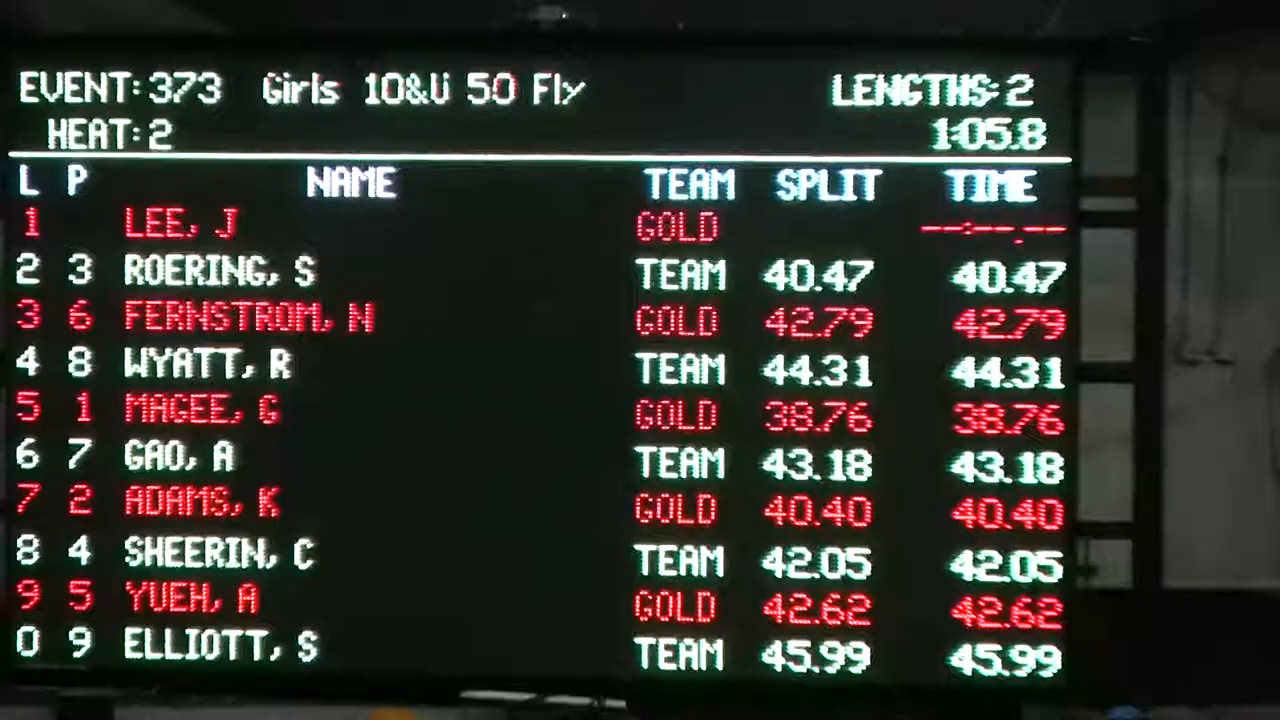 EVENT:373 Girls 10&U 50 Fly LENGTHS:2
HEAT:2 1:05.8
L P NAME TEAM SPLIT TIME
1 LEE, J GOLD --:--.--
2 3 ROERING, S TEAM 40.47 40.47
3 6 FERNSTROM, N GOLD 42.79 42.79
4 8 WYATT, R TEAM 44.31 44.31
5 1 MAGEE, G GOLD 38.76 38.76
6 7 GAO, A TEAM 43.18 43.18
7 2 ADAMS, K GOLD 40.40 40.40
8 4 SHEERIN, C TEAM 42.05 42.05
9 5 YUEH, A GOLD 42.62 42.62
0 9 ELLIOTT, S TEAM 45.99 45.99